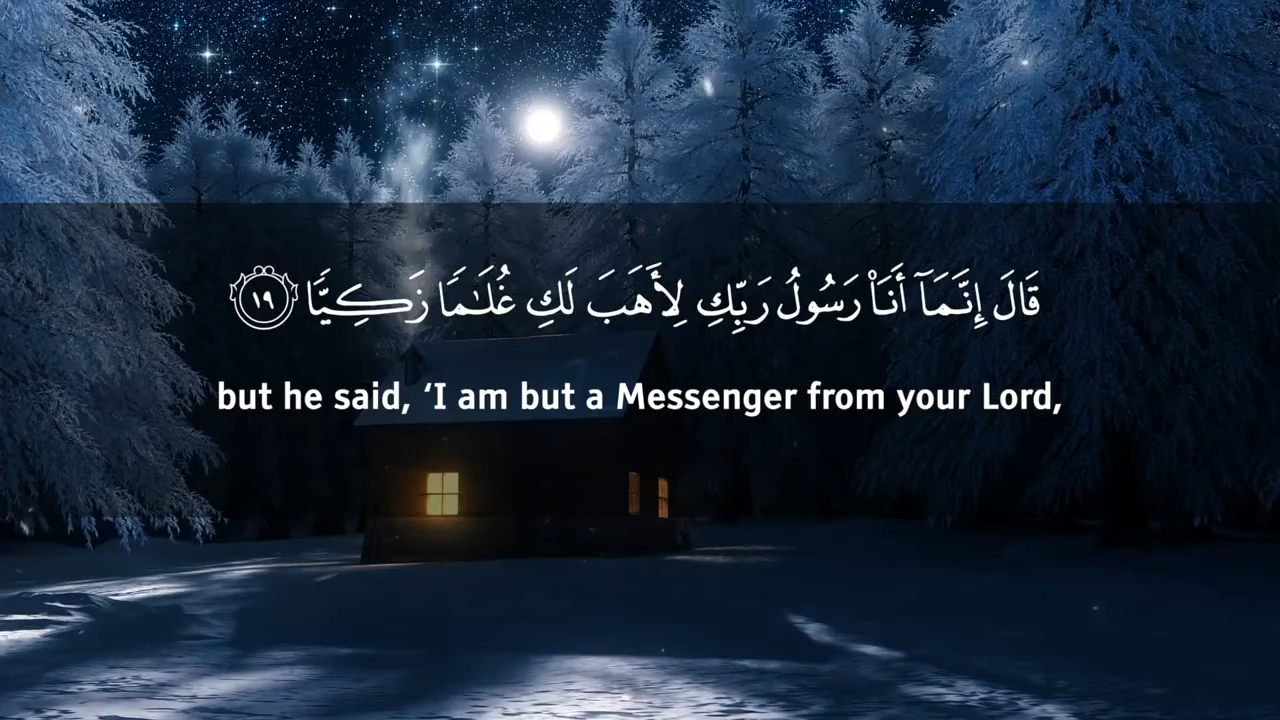 قَالَ إِنَّمَآ أَنَا۠ رَسُولُ رَبِّكِ لِأَهَبَ لَكِ غُلَـٰمًا زَكِيًّا ١٩
but he said, ‘I am but a Messenger from your Lord,